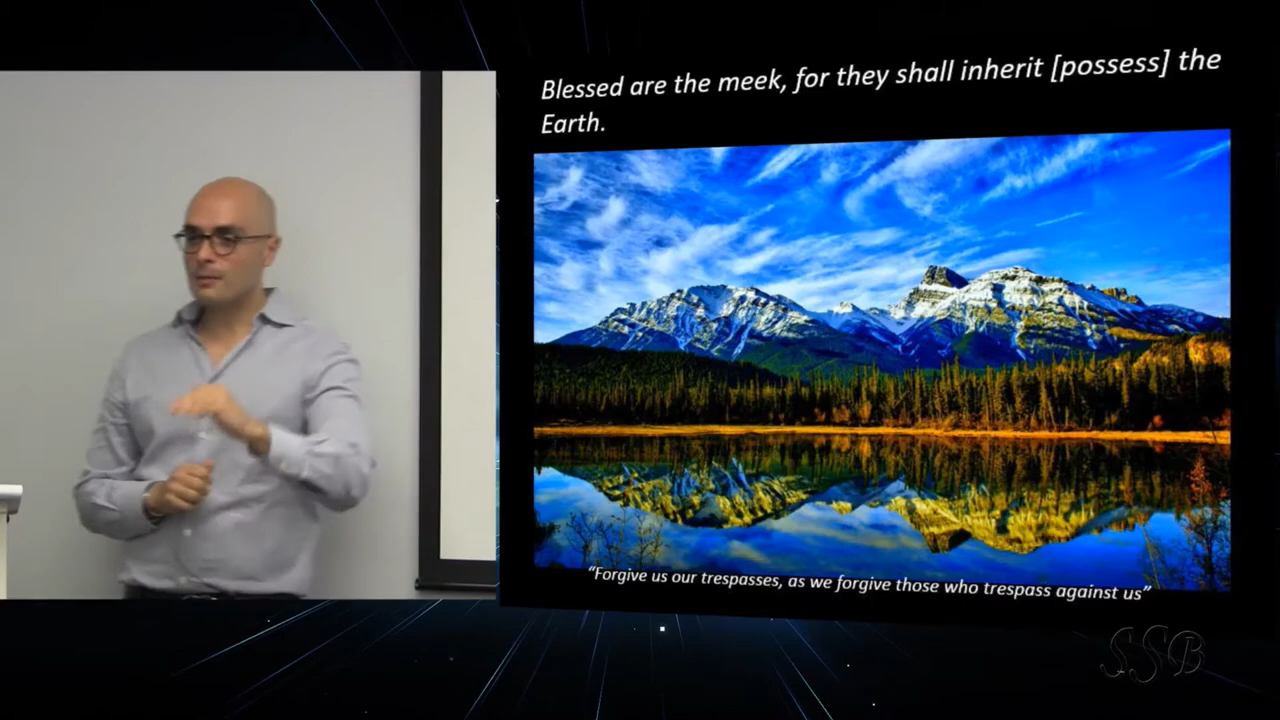 Blessed are the meek, for they shall inherit [possess] the
Earth.
“Forgive us our trespasses, as we forgive those who trespass against us”
SSB